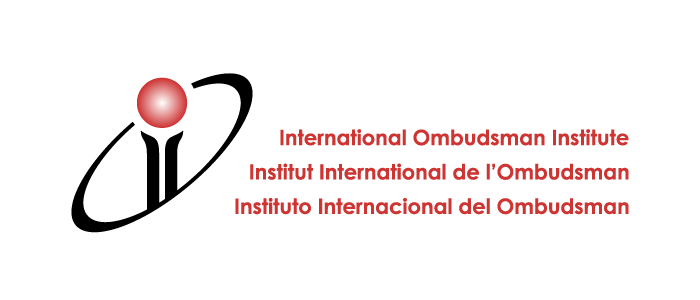 International Ombudsman Institute
Institut International de l’Ombudsman
Instituto Internacional del Ombudsman